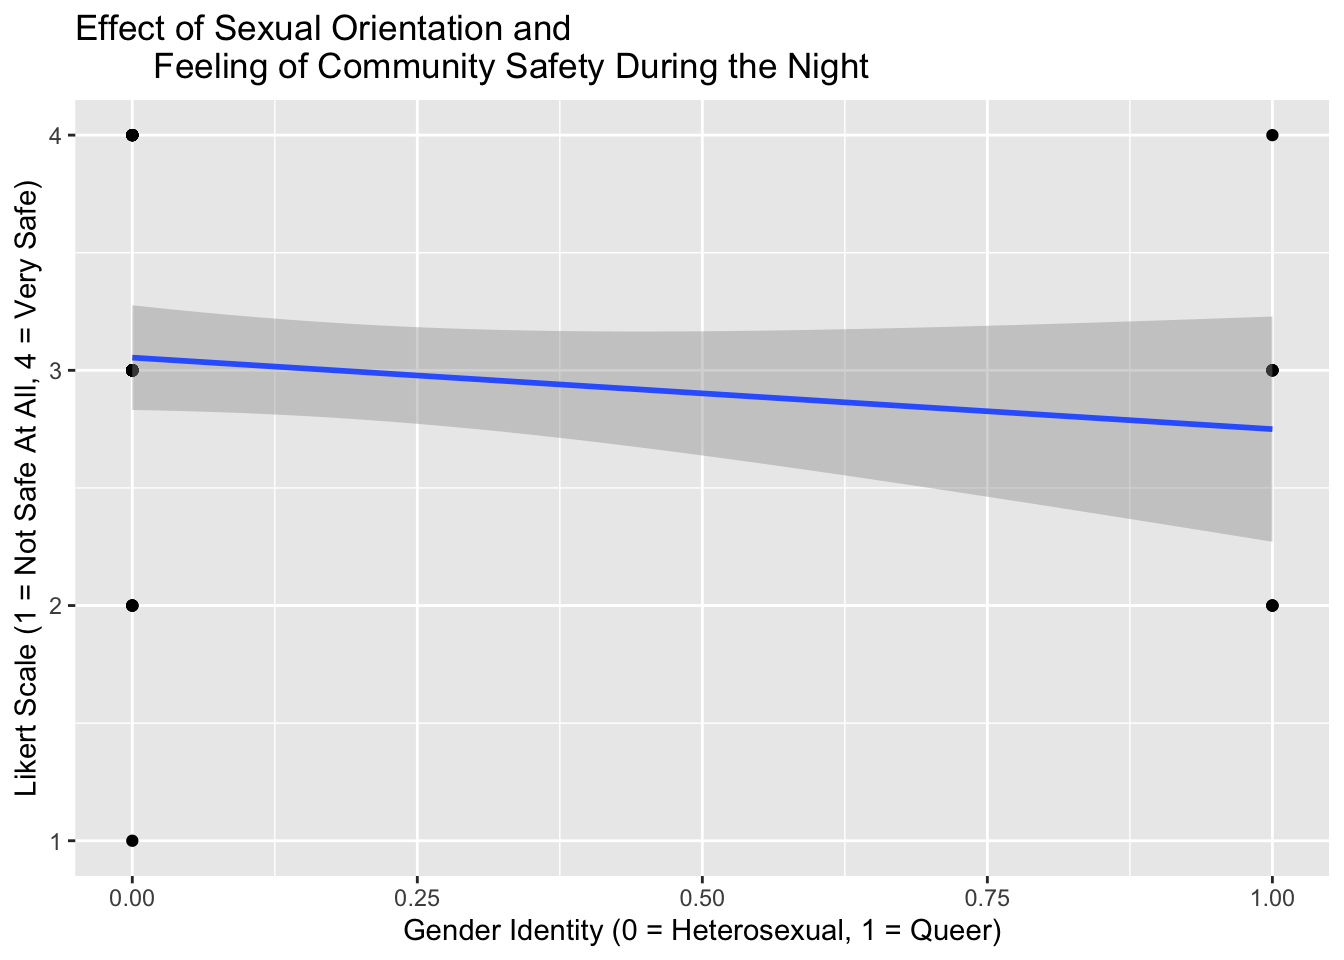 Effect of Sexual Orientation and
Feeling of Community Safety During the Night
Likert Scale (1 = Not Safe At All, 4 = Very Safe)
4
3
2
1
0.00 0.25 0.50 0.75 1.00
Gender Identity (0 = Heterosexual, 1 = Queer)